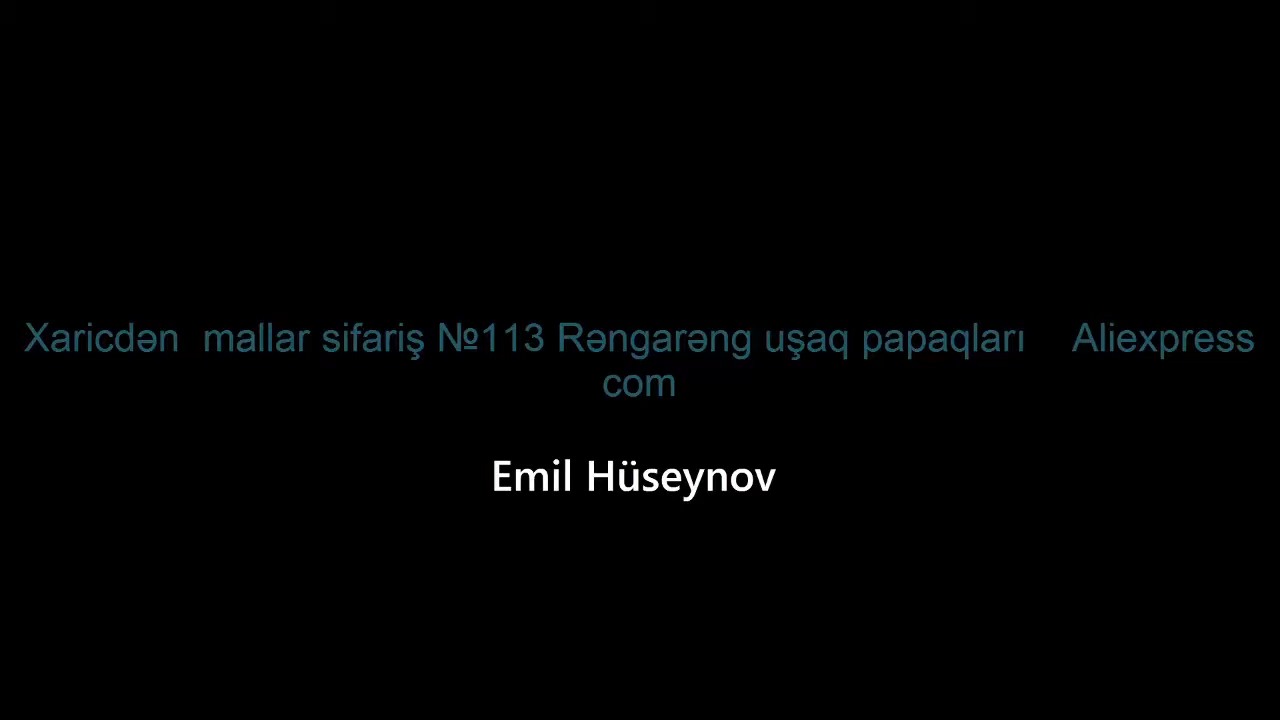 Xaricdən  mallar sifariş №113 Rəngarəng uşaq papaqları    Aliexpress
com
Emil Hüseynov